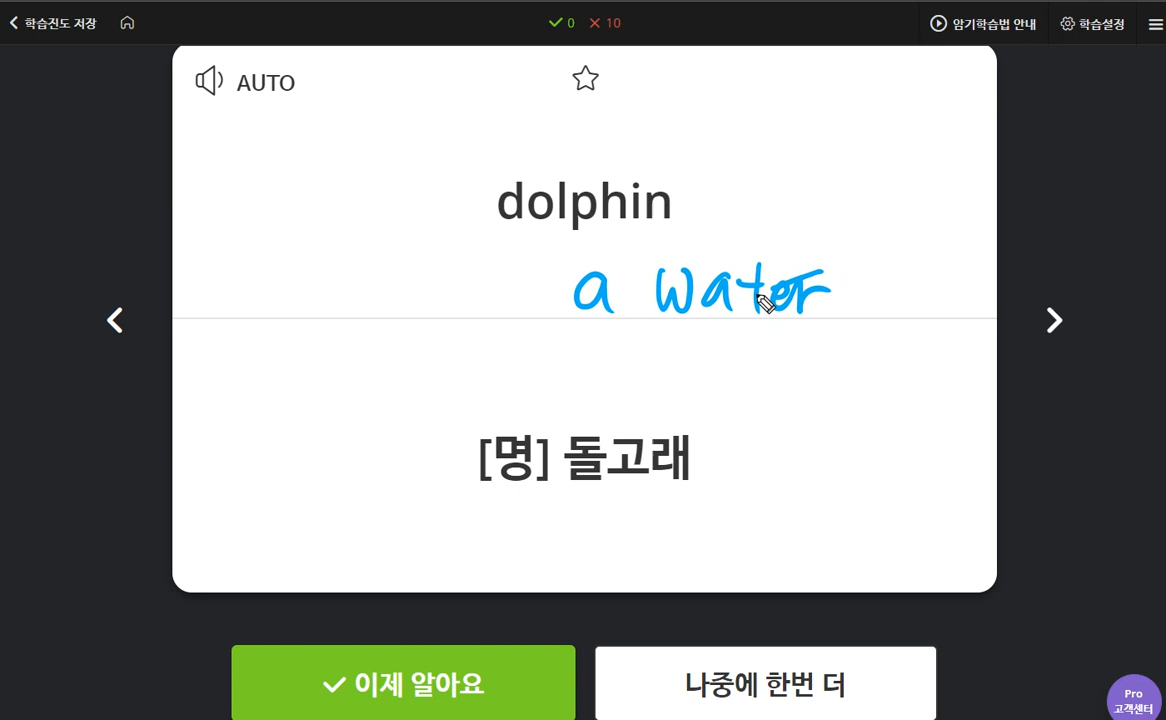 학습진도 저장
0 10
암기학습법 안내
학습설정
AUTO
dolphin
a water
[명] 돌고래
이제 알아요
나중에 한번 더
Pro
고객센터